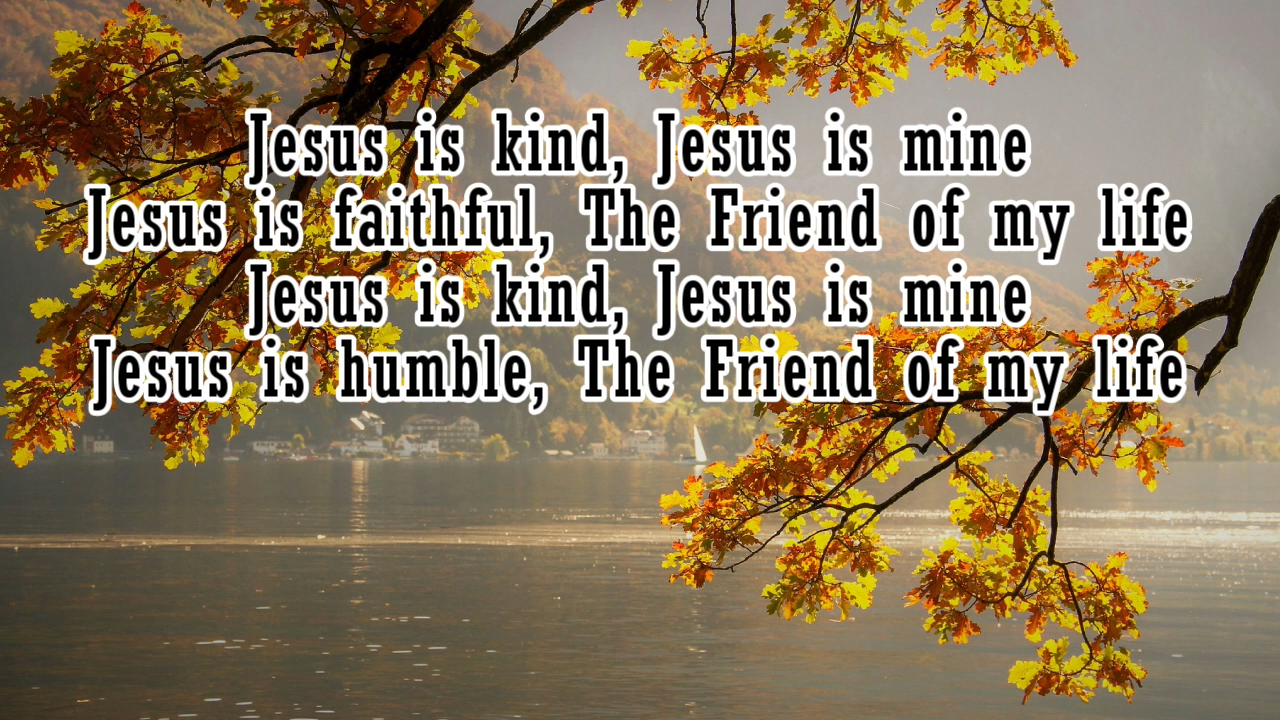 Jesus is kind, Jesus is mine
Jesus is faithful, The Friend of my life
Jesus is kind, Jesus is mine
Jesus is humble, The Friend of my life